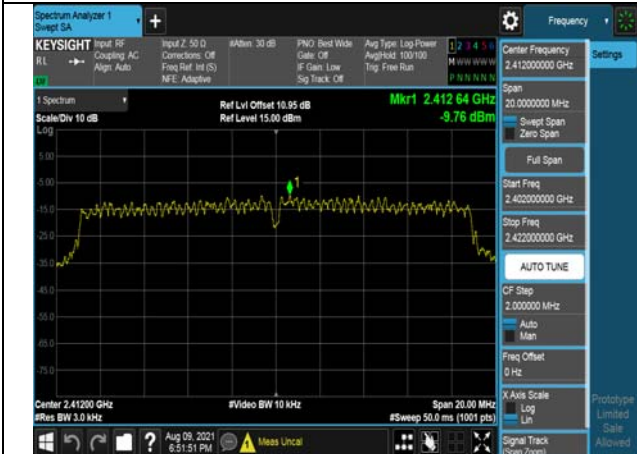 Spectrum Analyzer 1
Swept SA
+
Frequency
KEYSIGHT Input: RF
RL
Coupling: AC
Align: Auto
Input Z: 50 Ω
Corrections: Off
Freq Ref: Int (S)
NFE: Adaptive
#Atten: 30 dB
PNO: Best Wide
Gate: Off
IF Gain: Low
Sig Track: Off
Avg Type: Log-Power
Avg|Hold: 100/100
Trig: Free Run
1 2 3 4 5 6
M W W W W W
P N N N N N
1 Spectrum
Scale/Div 10 dB
Log
Ref Lvl Offset 10.95 dB
Ref Level 15.00 dBm
Mkr1 2.412 64 GHz
-9.76 dBm
1
5.00
-5.00
-15.0
-25.0
-35.0
-45.0
-55.0
-65.0
-75.0
Center 2.41200 GHz
#Res BW 3.0 kHz
#Video BW 10 kHz
Span 20.00 MHz
#Sweep 50.0 ms (1001 pts)
Center Frequency
2.412000000 GHz
Settings
Span
20.0000000 MHz
Swept Span
Zero Span
Full Span
Start Freq
2.402000000 GHz
Stop Freq
2.422000000 GHz
AUTO TUNE
CF Step
2.000000 MHz
Auto
Man
Freq Offset
0 Hz
X Axis Scale
Log
Lin
Signal Track
(Span Zoom)
Prototype
Limited
Sale
Allowed
?
Aug 09, 2021
6:51:51 PM
Meas Uncal